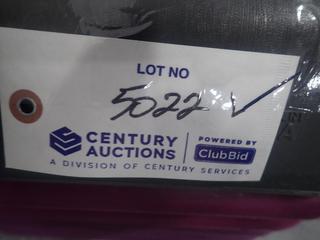 LOT NO
5022 ✓
CENTURY AUCTIONS
POWERED BY
ClubBid
A DIVISION OF CENTURY SERVICES